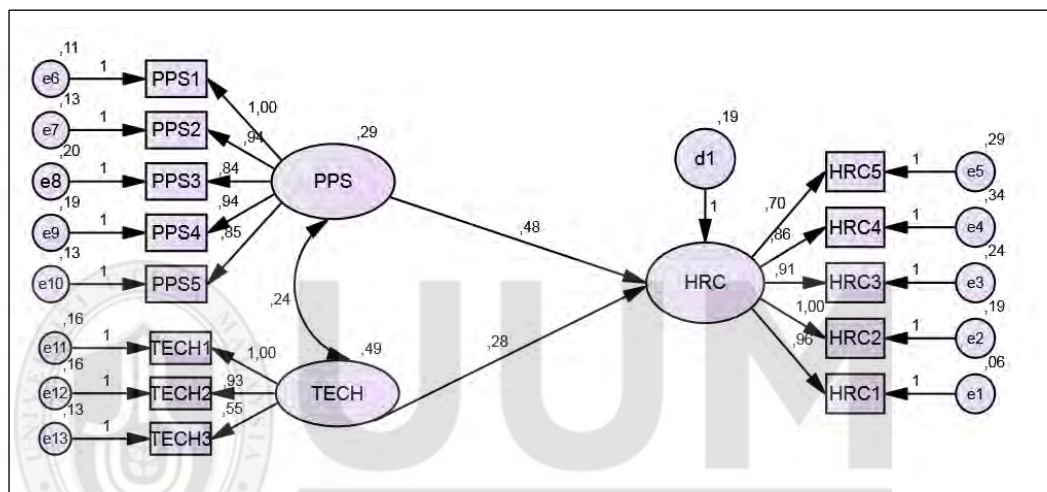 ,11
e6 1 PPS1
,13
e7 1 PPS2
,20
e8 1 PPS3
,19
e9 1 PPS4
,13
e10 1 PPS5
1,00
,94
,84
,94
,85
,29
PPS
,16
e11 1 TECH1
,16
e12 1 TECH2
,13
e13 1 TECH3
1,00
,93
,55
,49
TECH
,24
,48
,28
,19
d1
1
HRC
,70
,86
,91
1,00
,96
,29
HRC5 1 e5
,34
HRC4 1 e4
,24
HRC3 1 e3
,19
HRC2 1 e2
,06
HRC1 1 e1
UUM